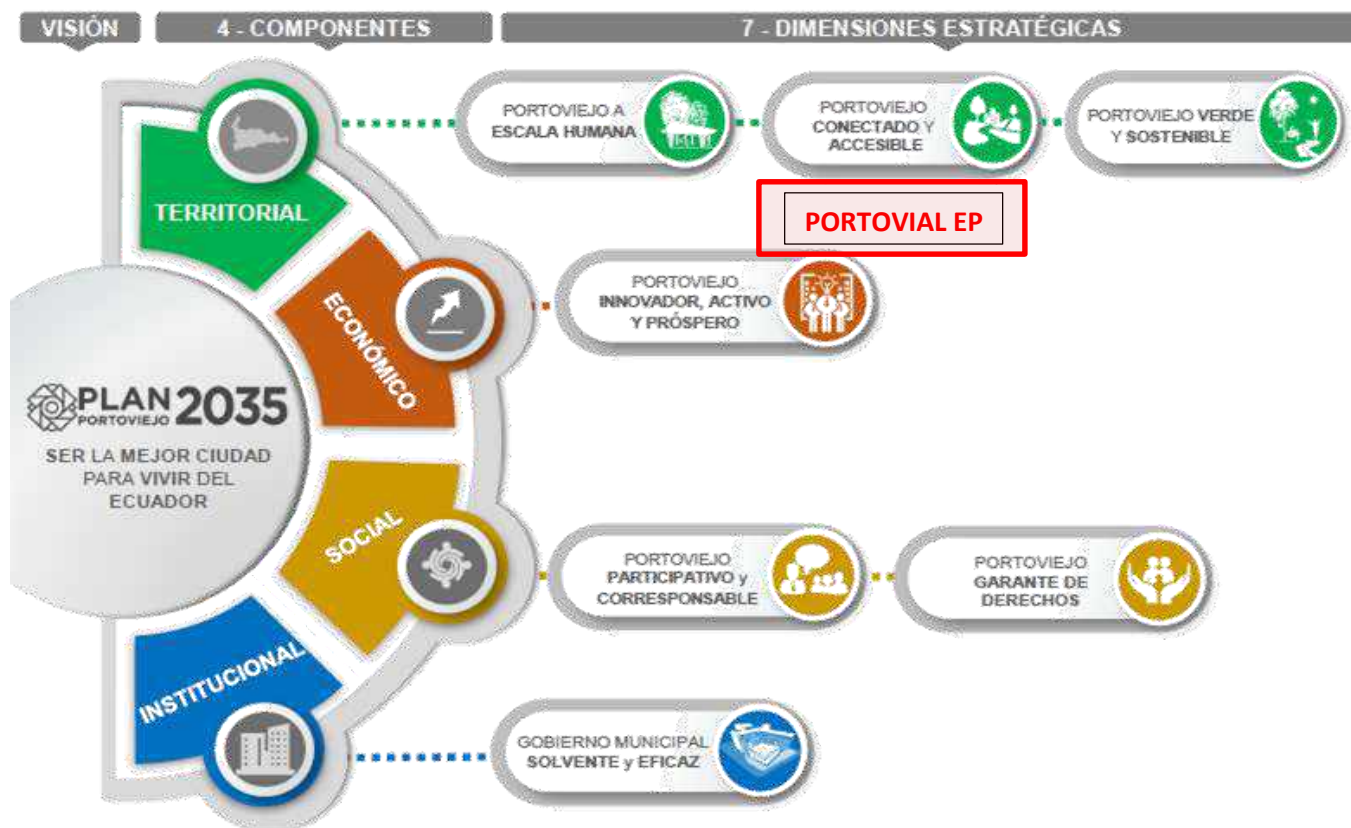 VISIÓN
4 - COMPONENTES
7 - DIMENSIONES ESTRATÉGICAS
PORTOVIEJO A
ESCALA HUMANA
PORTOVIEJO
CONECTADO Y
ACCESIBLE
PORTOVIEJO VERDE
Y SOSTENIBLE
TERRITORIAL
PORTOVIAL EP
ECONÓMICO
PORTOVIEJO
INNOVADOR, ACTIVO
Y PRÓSPERO
PLAN 2035
PORTOVIEJO
SER LA MEJOR CIUDAD
PARA VIVIR DEL
ECUADOR
SOCIAL
PORTOVIEJO
PARTICIPATIVO y
CORRESPONSABLE
PORTOVIEJO
GARANTE DE
DERECHOS
INSTITUCIONAL
GOBIERNO MUNICIPAL
SOLVENTE y EFICAZ